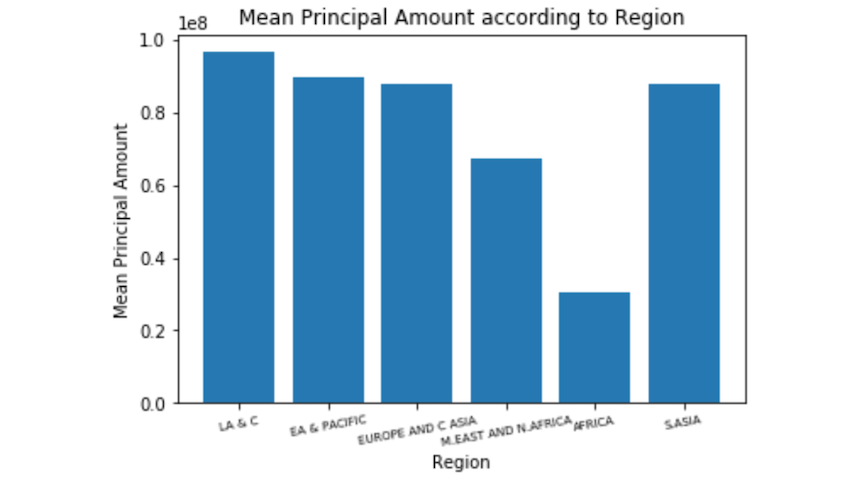 Mean Principal Amount according to Region
1e8
1.0
0.8
0.6
0.4
0.2
0.0
Mean Principal Amount
LA & C
EA & PACIFIC
EUROPE AND C ASIA
M.EAST AND N.AFRICA
AFRICA
S.ASIA
Region